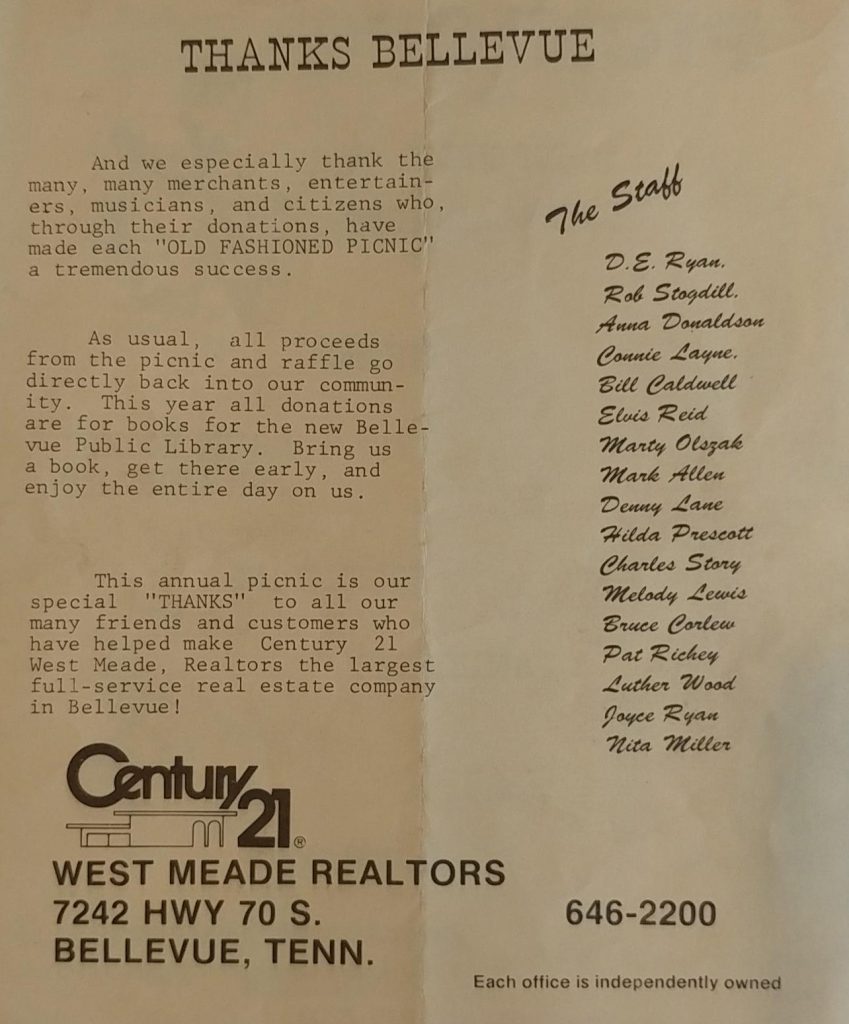 THANKS BELLEVUE
And we especially thank the
many, many merchants, entertain-
ers, musicians, and citizens who,
through their donations, have
made each "OLD FASHIONED PICNIC"
a tremendous success.
As usual, all proceeds
from the picnic and raffle go
directly back into our commun-
ity. This year all donations
are for books for the new Belle-
vue Public Library. Bring us
a book, get there early, and
enjoy the entire day on us.
This annual picnic is our
special "THANKS" to all our
many friends and customers who
have helped make Century 21
West Meade, Realtors the largest
full-service real estate company
in Bellevue!
The Staff
D.E. Ryan.
Rob Stogdill.
Anna Donaldson
Connie Layne.
Bill Caldwell
Elvis Reid
Marty Olszak
Mark Allen
Denny Lane
Hilda Prescott
Charles Story
Melody Lewis
Bruce Corlew
Pat Richey
Luther Wood
Joyce Ryan
Nita Miller
Century 21®
WEST MEADE REALTORS
7242 HWY 70 S.
BELLEVUE, TENN.
646-2200
Each office is independently owned